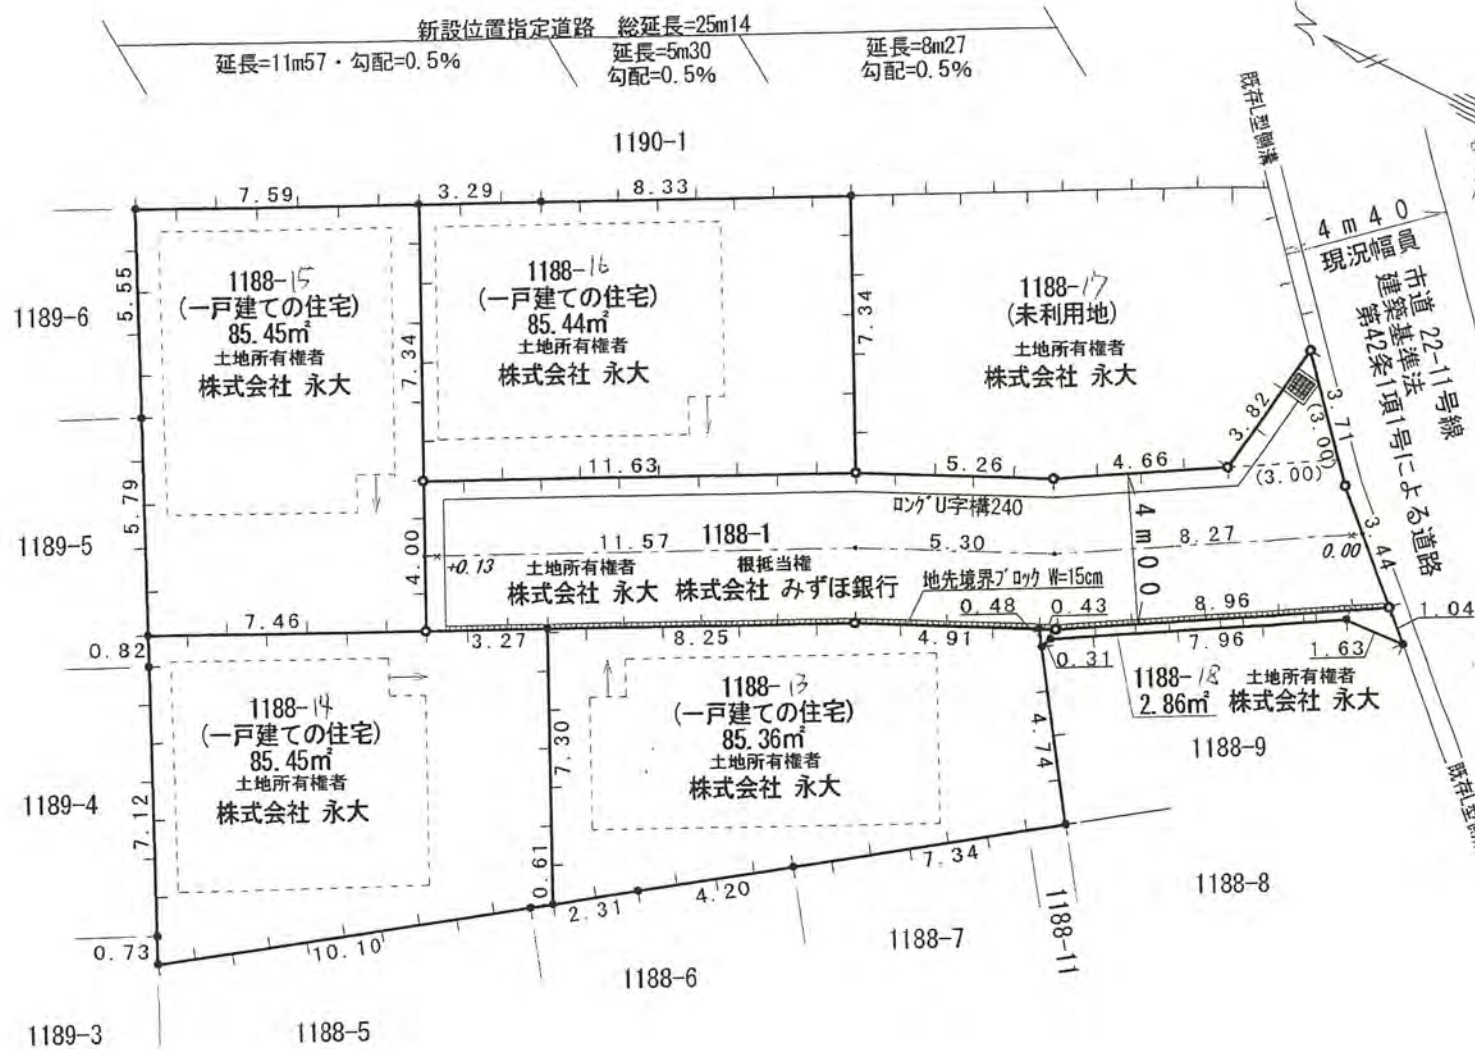 新設位置指定道路 総延長=25m14
延長=11m57・勾配=0.5%
延長=5m30
勾配=0.5%
延長=8m27
勾配=0.5%
1190-1
既存L型側溝
4m40
現況幅員
市道 22-11号線
建築基準法
第42条1項1号による道路
7.59
3.29
8.33
1189-6
5.55
1188-15
(一戸建ての住宅)
85.45㎡
土地所有権者
株式会社 永大
7.34
1188-16
(一戸建ての住宅)
85.44㎡
土地所有権者
株式会社 永大
7.34
1188-17
(未利用地)
土地所有権者
株式会社 永大
3.82
3.71
(3.00)
(3.00)
11.63
5.26
4.66
1189-5
5.79
4.00
ロングU字構240
11.57
1188-1
5.30
4m00
8.27
3.44
+0.13
0.00
土地所有権者
株式会社 永大
根抵当権
株式会社 みずほ銀行
地先境界ブロック W=15cm
0.48
0.43
8.96
1.04
0.82
7.46
3.27
8.25
4.91
0.31
7.96
1.63
1188-14
(一戸建ての住宅)
85.45㎡
土地所有権者
株式会社 永大
7.30
1188-13
(一戸建ての住宅)
85.36㎡
土地所有権者
株式会社 永大
4.74
1188-18
2.86㎡
土地所有権者
株式会社 永大
1188-9
1189-4
7.12
0.61
2.31
4.20
7.34
0.73
10.10
1188-8
1188-11
1188-7
1188-6
1188-5
1189-3